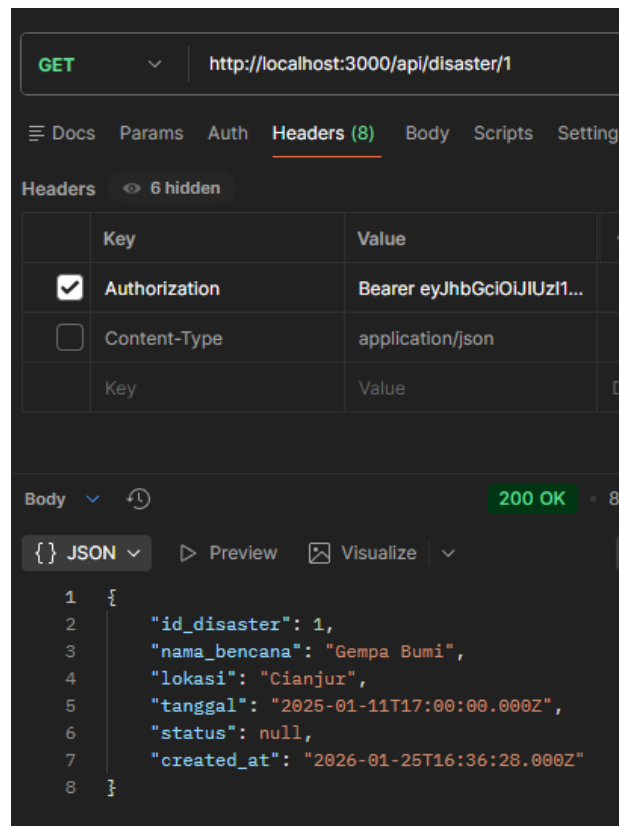 GET http://localhost:3000/api/disaster/1
Docs Params Auth Headers (8) Body Scripts Setting
Headers 6 hidden
Key Value
Authorization Bearer eyJhbGciOiJIUzI1...
Content-Type application/json
Key Value D
Body 200 OK • 8
{} JSON Preview Visualize
1 {
2 "id_disaster": 1,
3 "nama_bencana": "Gempa Bumi",
4 "lokasi": "Cianjur",
5 "tanggal": "2025-01-11T17:00:00.000Z",
6 "status": null,
7 "created_at": "2026-01-25T16:36:28.000Z"
8 }